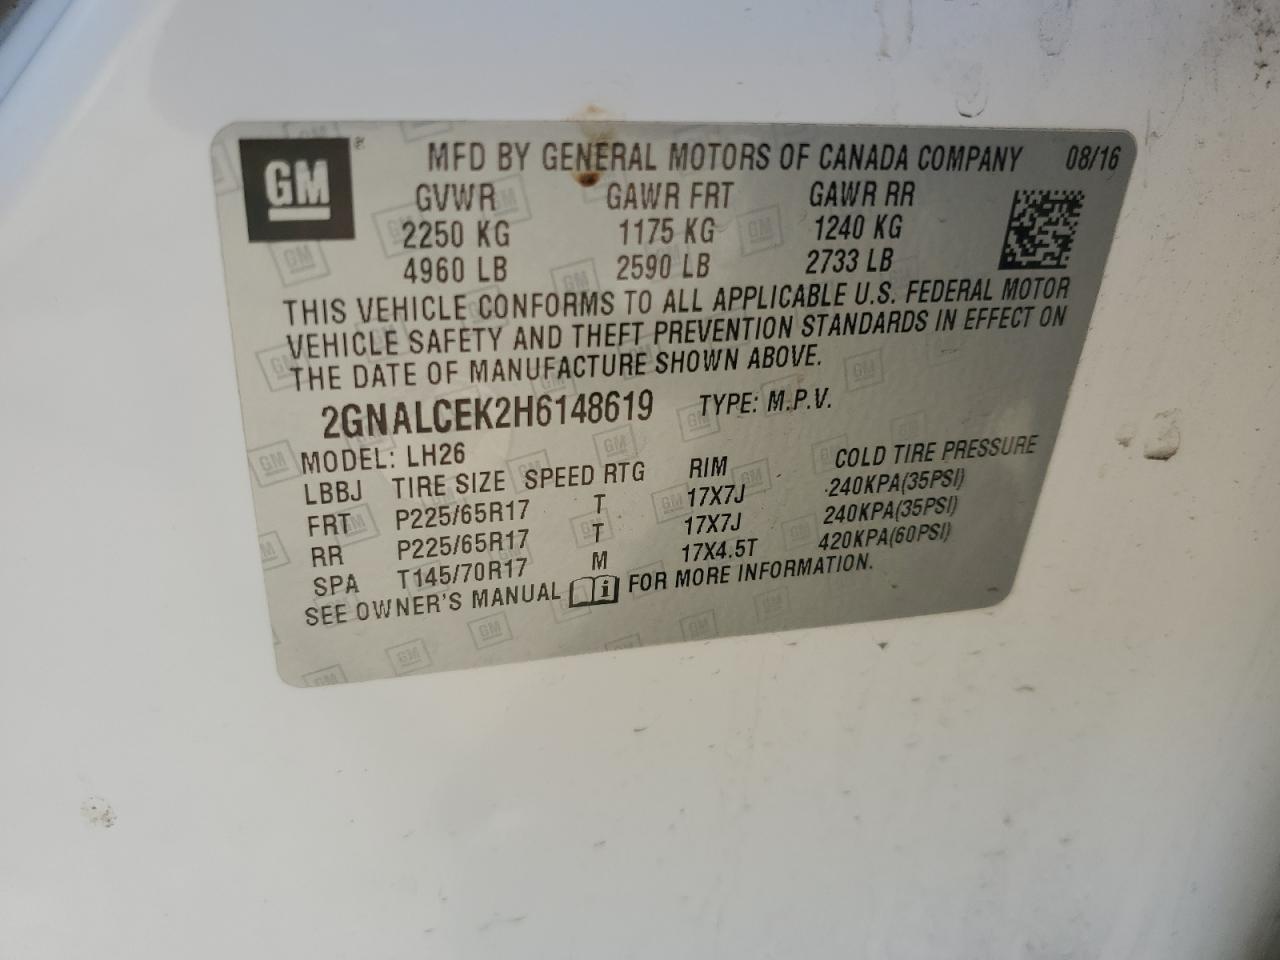 GM
MFD BY GENERAL MOTORS OF CANADA COMPANY 08/16
GVWR GAWR FRT GAWR RR
2250 KG 1175 KG 1240 KG
4960 LB 2590 LB 2733 LB
THIS VEHICLE CONFORMS TO ALL APPLICABLE U.S. FEDERAL MOTOR
VEHICLE SAFETY AND THEFT PREVENTION STANDARDS IN EFFECT ON
THE DATE OF MANUFACTURE SHOWN ABOVE.
2GNALCEK2H6148619 TYPE: M.P.V.
MODEL: LH26
LBBJ TIRE SIZE SPEED RTG RIM COLD TIRE PRESSURE
FRT P225/65R17 T 17X7J 240KPA(35PSI)
RR P225/65R17 T 17X7J 240KPA(35PSI)
SPA T145/70R17 M 17X4.5T 420KPA(60PSI)
SEE OWNER'S MANUAL i FOR MORE INFORMATION.